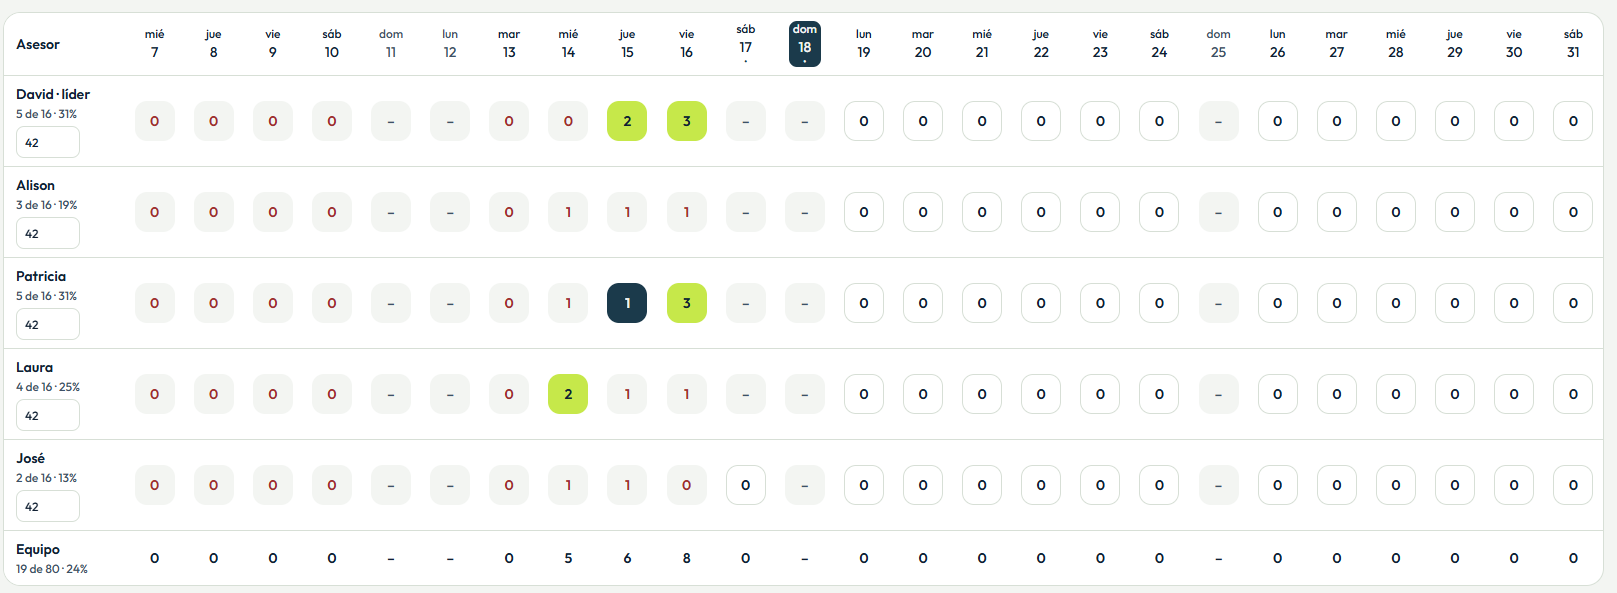 Asesor mié 7 jue 8 vie 9 sáb 10 dom 11 lun 12 mar 13 mié 14 jue 15 vie 16 sáb 17 · dom 18 · lun 19 mar 20 mié 21 jue 22 vie 23 sáb 24 dom 25 lun 26 mar 27 mié 28 jue 29 vie 30 sáb 31
David · líder
5 de 16 · 31%
42 0 0 0 0 – – 0 0 2 3 – – 0 0 0 0 0 0 – 0 0 0 0 0 0
Alison
3 de 16 · 19%
42 0 0 0 0 – – 0 1 1 1 – – 0 0 0 0 0 0 – 0 0 0 0 0 0
Patricia
5 de 16 · 31%
42 0 0 0 0 – – 0 1 1 3 – – 0 0 0 0 0 0 – 0 0 0 0 0 0
Laura
4 de 16 · 25%
42 0 0 0 0 – – 0 2 1 1 – – 0 0 0 0 0 0 – 0 0 0 0 0 0
José
2 de 16 · 13%
42 0 0 0 0 – – 0 1 1 0 0 – 0 0 0 0 0 0 – 0 0 0 0 0 0
Equipo
19 de 80 · 24% 0 0 0 0 – – 0 5 6 8 0 – 0 0 0 0 0 0 – 0 0 0 0 0 0